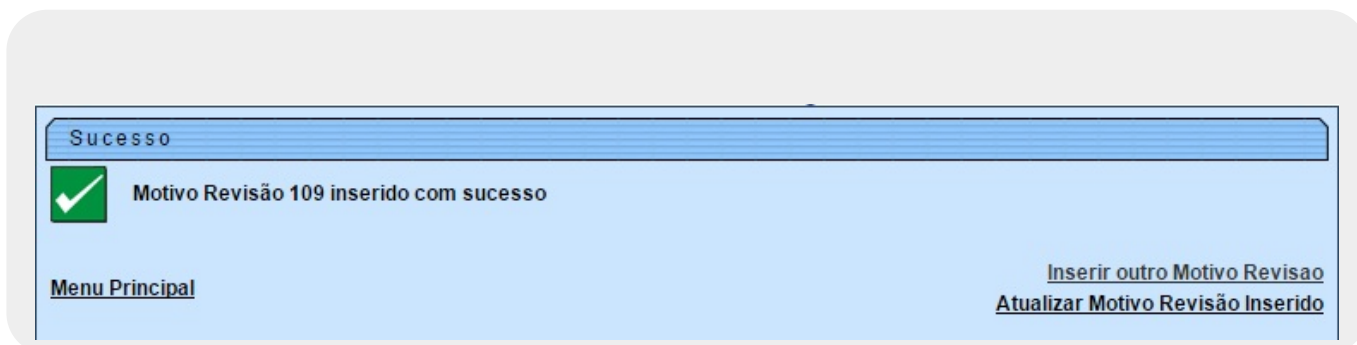 Sucesso
Motivo Revisão 109 inserido com sucesso
Menu Principal
Inserir outro Motivo Revisao
Atualizar Motivo Revisão Inserido